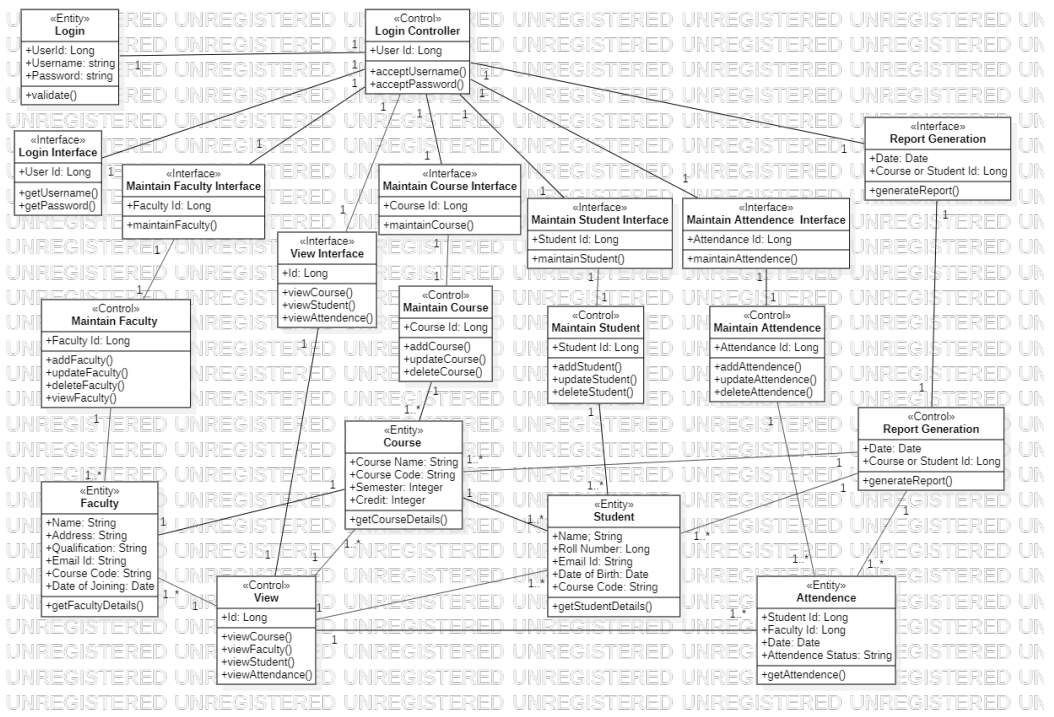 «Entity»
Login
+UserId: Long
+Username: string
+Password: string
+validate()
«Control»
Login Controller
+User Id: Long
+acceptUsername()
+acceptPassword()
«Interface»
Login Interface
+User Id: Long
+getUsername()
+getPassword()
«Interface»
Maintain Faculty Interface
+Faculty Id: Long
+maintainFaculty()
«Interface»
View Interface
+Id: Long
+viewCourse()
+viewStudent()
+viewAttendence()
«Interface»
Maintain Course Interface
+Course Id: Long
+maintainCourse()
«Interface»
Maintain Student Interface
+Student Id: Long
+maintainStudent()
«Interface»
Maintain Attendence Interface
+Attendance Id: Long
+maintainAttendence()
«Interface»
Report Generation
+Date: Date
+Course or Student Id: Long
+generateReport()
«Control»
Maintain Faculty
+Faculty Id: Long
+addFaculty()
+updateFaculty()
+deleteFaculty()
+viewFaculty()
«Control»
Maintain Course
+Course Id: Long
+addCourse()
+updateCourse()
+deleteCourse()
«Control»
Maintain Student
+Student Id: Long
+addStudent()
+updateStudent()
+deleteStudent()
«Control»
Maintain Attendence
+Attendance Id: Long
+addAttendence()
+updateAttendence()
+deleteAttendence()
«Control»
Report Generation
+Date: Date
+Course or Student Id: Long
+generateReport()
«Entity»
Course
+Course Name: String
+Course Code: String
+Semester: Integer
+Credit: Integer
+getCourseDetails()
«Entity»
Faculty
+Name: String
+Address: String
+Qualification: String
+Email Id: String
+Course Code: String
+Date of Joining: Date
+getFacultyDetails()
«Entity»
Student
+Name; String
+Roll Number: Long
+Email Id: String
+Date of Birth: Date
+Course Code: String
+getStudentDetails()
«Control»
View
+Id: Long
+viewCourse()
+viewFaculty()
+viewStudent()
+viewAttendance()
«Entity»
Attendence
+Student Id: Long
+Faculty Id: Long
+Date: Date
+Attendence Status: String
+getAttendence()